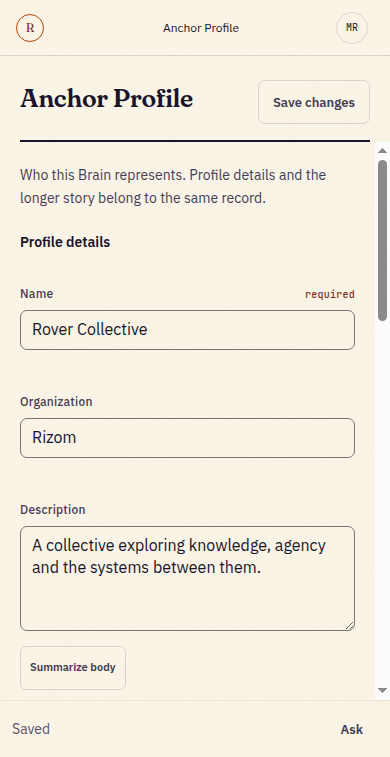 R
Anchor Profile
MR
Anchor Profile
Save changes
Who this Brain represents. Profile details and the
longer story belong to the same record.
Profile details
Name
required
Rover Collective
Organization
Rizom
Description
A collective exploring knowledge, agency
and the systems between them.
Summarize body
Saved
Ask